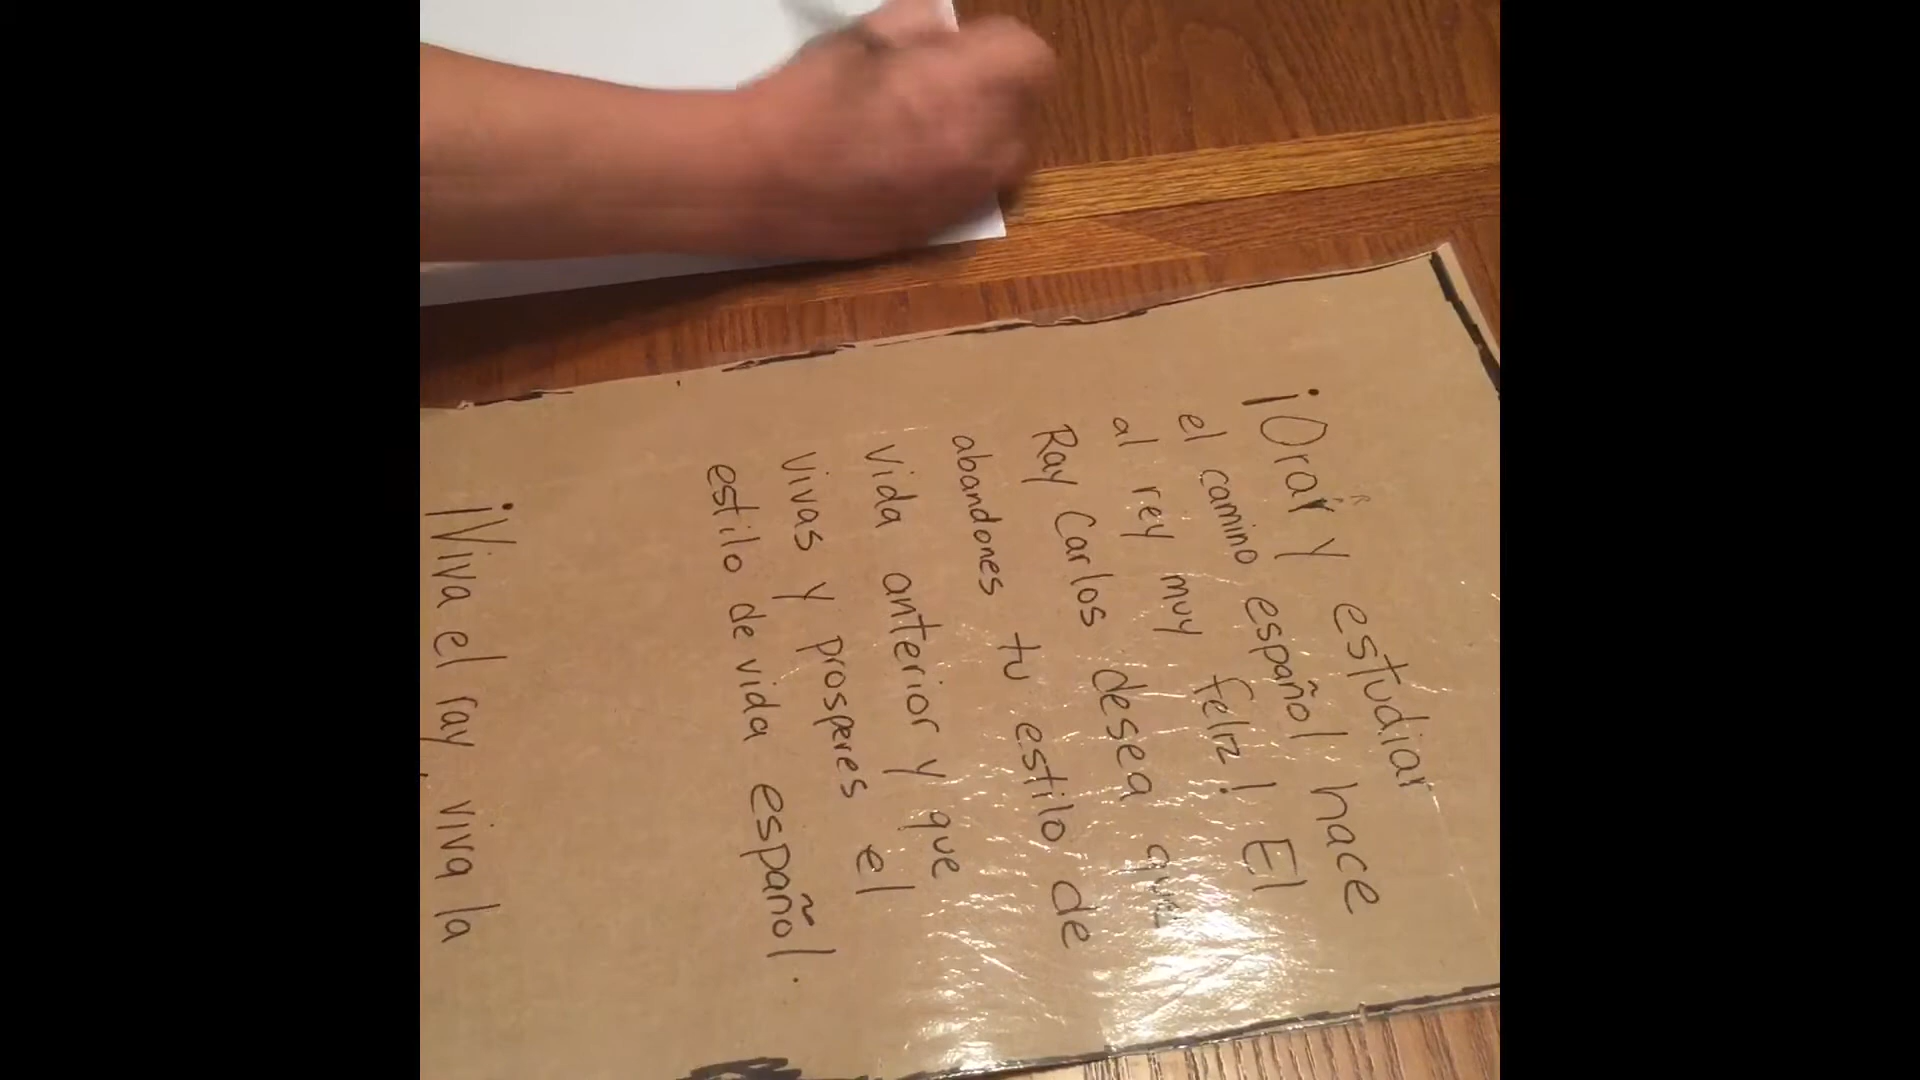 ¡Orar y estudiar
el camino español hace
al rey muy feliz! El
Ray Carlos desea que
abandones tu estilo de
vida anterior y que
vivas y prosperes el
estilo de vida español.
¡Viva el ray, viva la